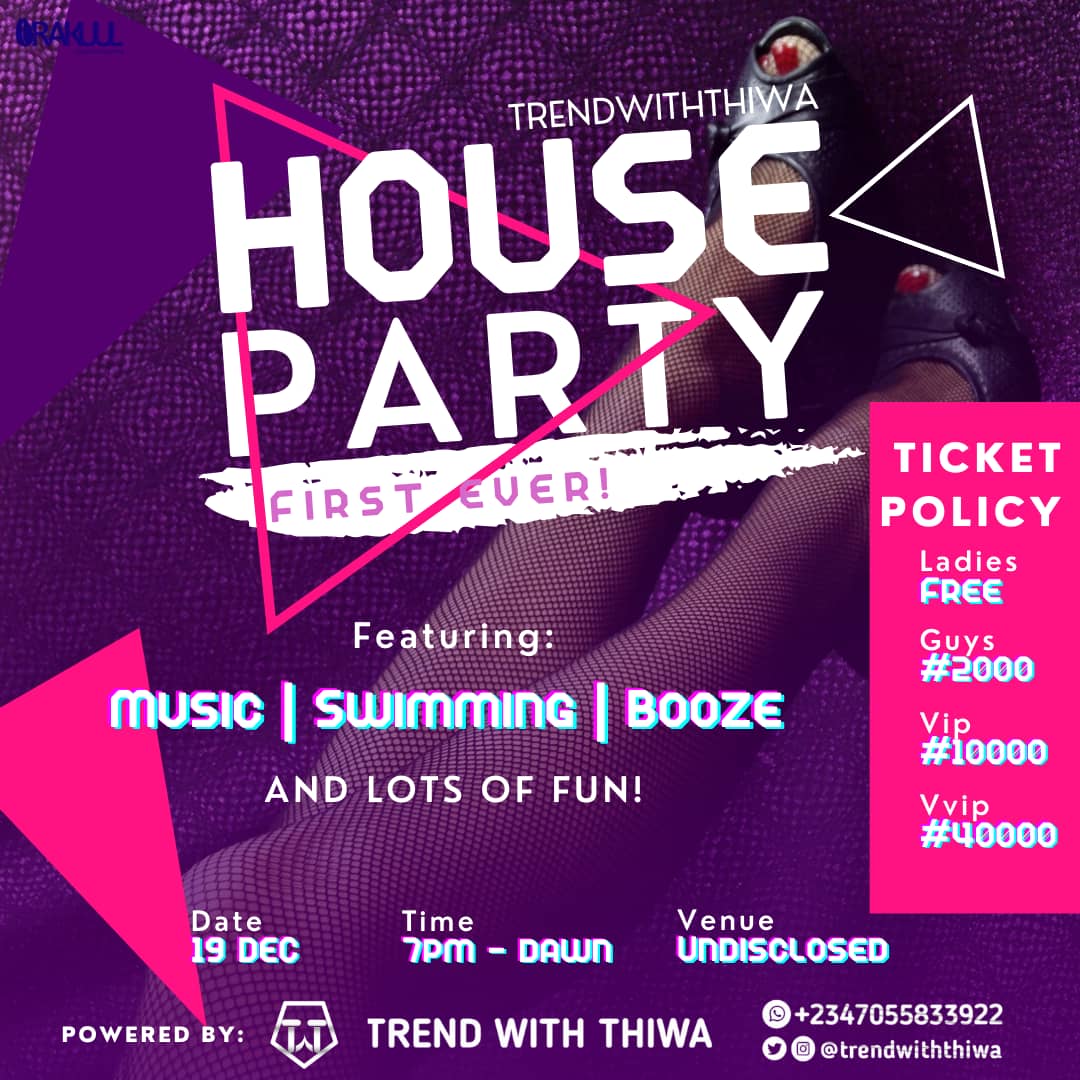 ORAKUUL
TRENDWITHTHIWA
HOUSE
PARTY
FIRST EVER!
TICKET
POLICY
Ladies
FREE
Guys
#2000
Vip
#10000
Vvip
#40000
Featuring:
MUSIC | SWIMMING | BOOZE
AND LOTS OF FUN!
Date
19 DEC
Time
7PM - DAWN
Venue
UNDISCLOSED
POWERED BY:
TREND WITH THIWA
+2347055833922
@trendwiththiwa